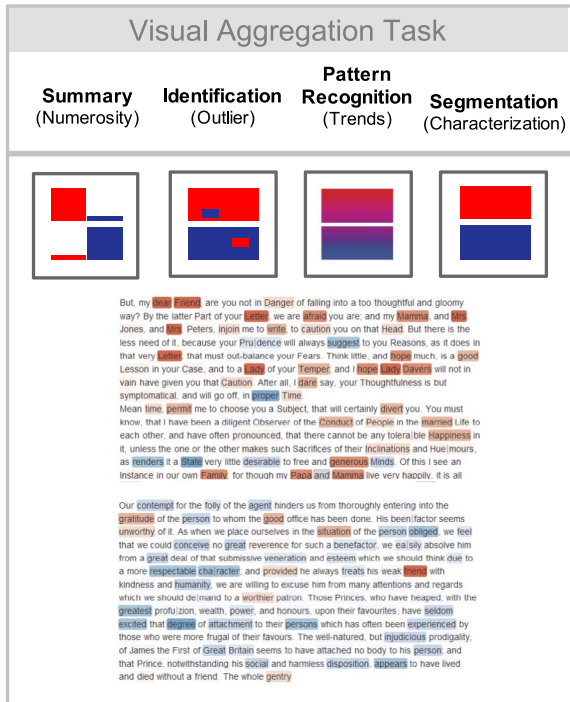 Visual Aggregation Task
Summary
(Numerosity)
Identification
(Outlier)
Pattern
Recognition
(Trends)
Segmentation
(Characterization)
But, my dear Friend, are you not in Danger of falling into a too thoughtful and gloomy
way? By the latter Part of your Letter, we are afraid you are; and my Mamma, and Mrs
Jones, and Mrs. Peters, injoin me to write, to caution you on that Head. But there is the
less need of it, because your Pru|dence will always suggest to you Reasons, as it does in
that very Letter, that must out-balance your Fears. Think little, and hope much, is a good
Lesson in your Case, and to a Lady of your Temper; and I hope Lady Davers will not in
vain have given you that Caution. After all, I dare say, your Thoughtfulness is but
symptomatical, and will go off, in proper Time.
Mean time, permit me to choose you a Subject, that will certainly divert you. You must
know, that I have been a diligent Observer of the Conduct of People in the married Life to
each other, and have often pronounced, that there cannot be any tolera|ble Happiness in
it, unless the one or the other makes such Sacrifices of their Inclinations and Hu|mours,
as renders it a State very little desirable to free and generous Minds. Of this I see an
Instance in our own Family; for though my Papa and Mamma live very happily, it is all
Our contempt for the folly of the agent hinders us from thoroughly entering into the
gratitude of the person to whom the good office has been done. His been|factor seems
unworthy of it. As when we place ourselves in the situation of the person obliged, we feel
that we could conceive no great reverence for such a benefactor, we ea|sily absolve him
from a great deal of that submissive veneration and esteem which we should think due to
a more respectable cha|racter; and provided he always treats his weak friend with
kindness and humanity, we are willing to excuse him from many attentions and regards
which we should de|mand to a worthier patron. Those Princes, who have heaped, with the
greatest profu|zion, wealth, power, and honours, upon their favourites, have seldom
excited that degree of attachment to their persons which has often been experienced by
those who were more frugal of their favours. The well-natured, but injudicious prodigality,
of James the First of Great Britain seems to have attached no body to his person; and
that Prince, notwithstanding his social and harmless disposition, appears to have lived
and died without a friend. The whole gentry